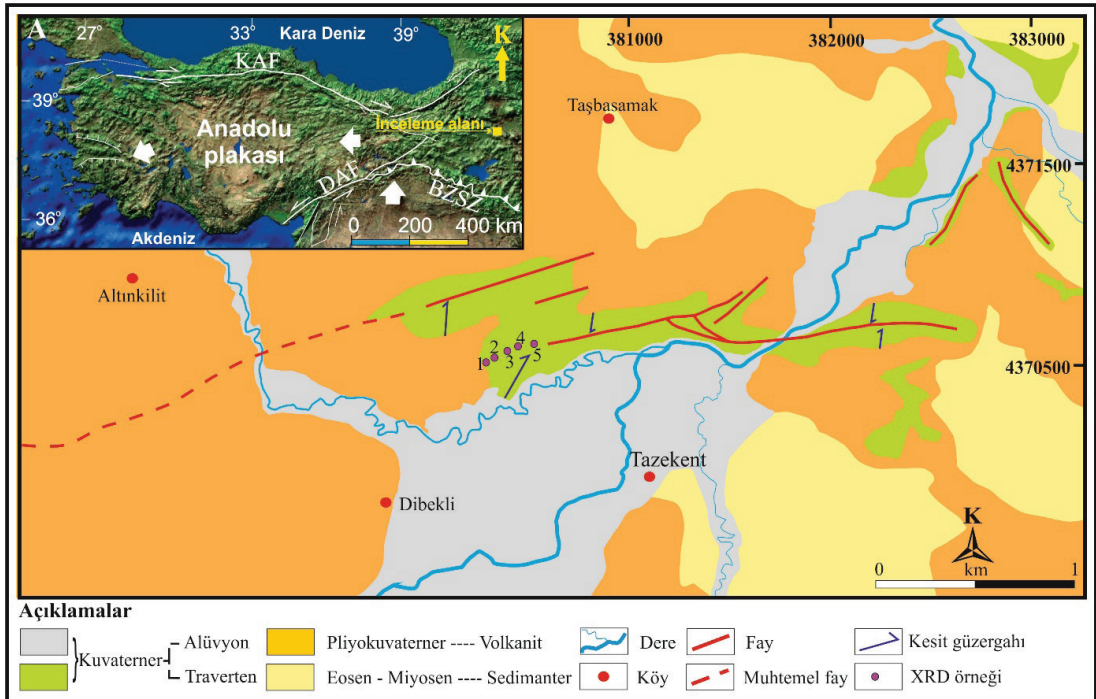 A
27°
33°
39°
Kara Deniz
K
KAF
39°
İnceleme alanı
Anadolu
plakası
DAF
BZSZ
36°
Akdeniz
0 200 400 km
381000
382000
383000
Taşbasamak
4371500
Altınkilit
1
2
3
4
5
4370500
Tazekent
Dibekli
K
0 km 1
Açıklamalar
Kuvaterner
Alüvyon
Traverten
Pliyokuvaterner ---- Volkanit
Eosen - Miyosen ---- Sedimanter
Dere
Köy
Fay
Muhtemel fay
Kesit güzergahı
XRD örneği